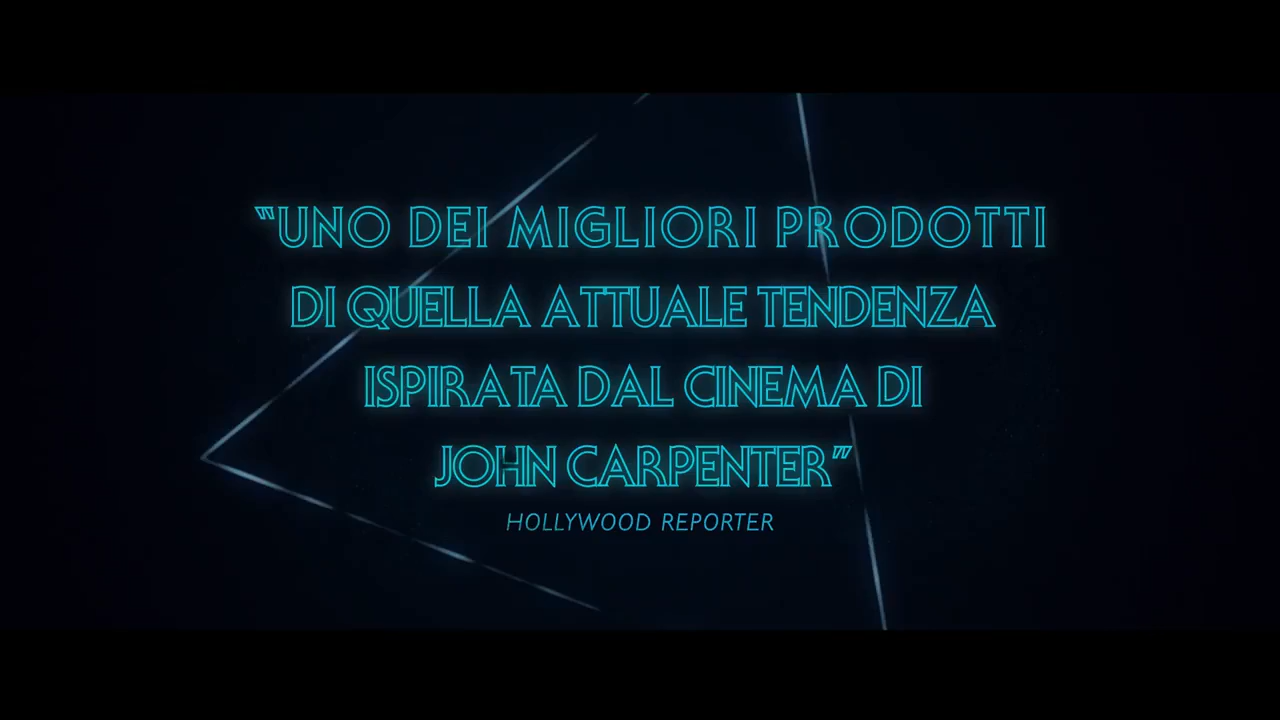 “UNO DEI MIGLIORI PRODOTTI
DI QUELLA ATTUALE TENDENZA
ISPIRATA DAL CINEMA DI
JOHN CARPENTER”
HOLLYWOOD REPORTER